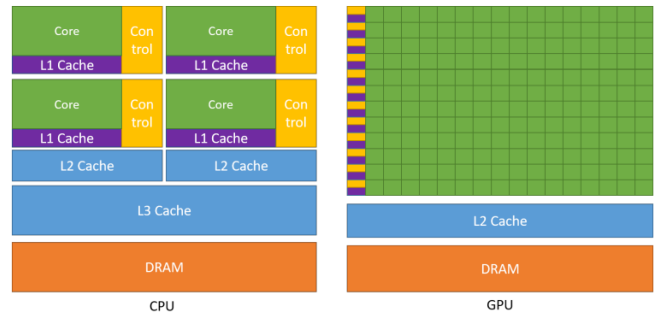 Core
Con
trol
Core
Con
trol
L1 Cache
L1 Cache
Core
Con
trol
Core
Con
trol
L1 Cache
L1 Cache
L2 Cache
L2 Cache
L3 Cache
DRAM
CPU
L2 Cache
DRAM
GPU